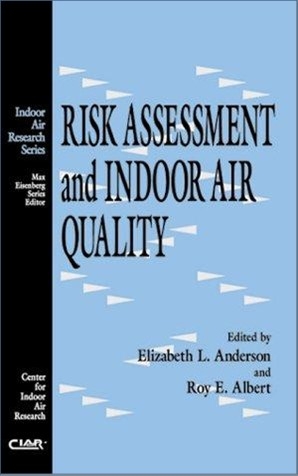 Indoor
Air
Research
Series
Max
Eisenberg
Series
Editor
RISK ASSESSMENT
and INDOOR AIR
QUALITY
Edited by
Elizabeth L. Anderson
and
Roy E. Albert
Center for
Indoor Air
Research
CIAR